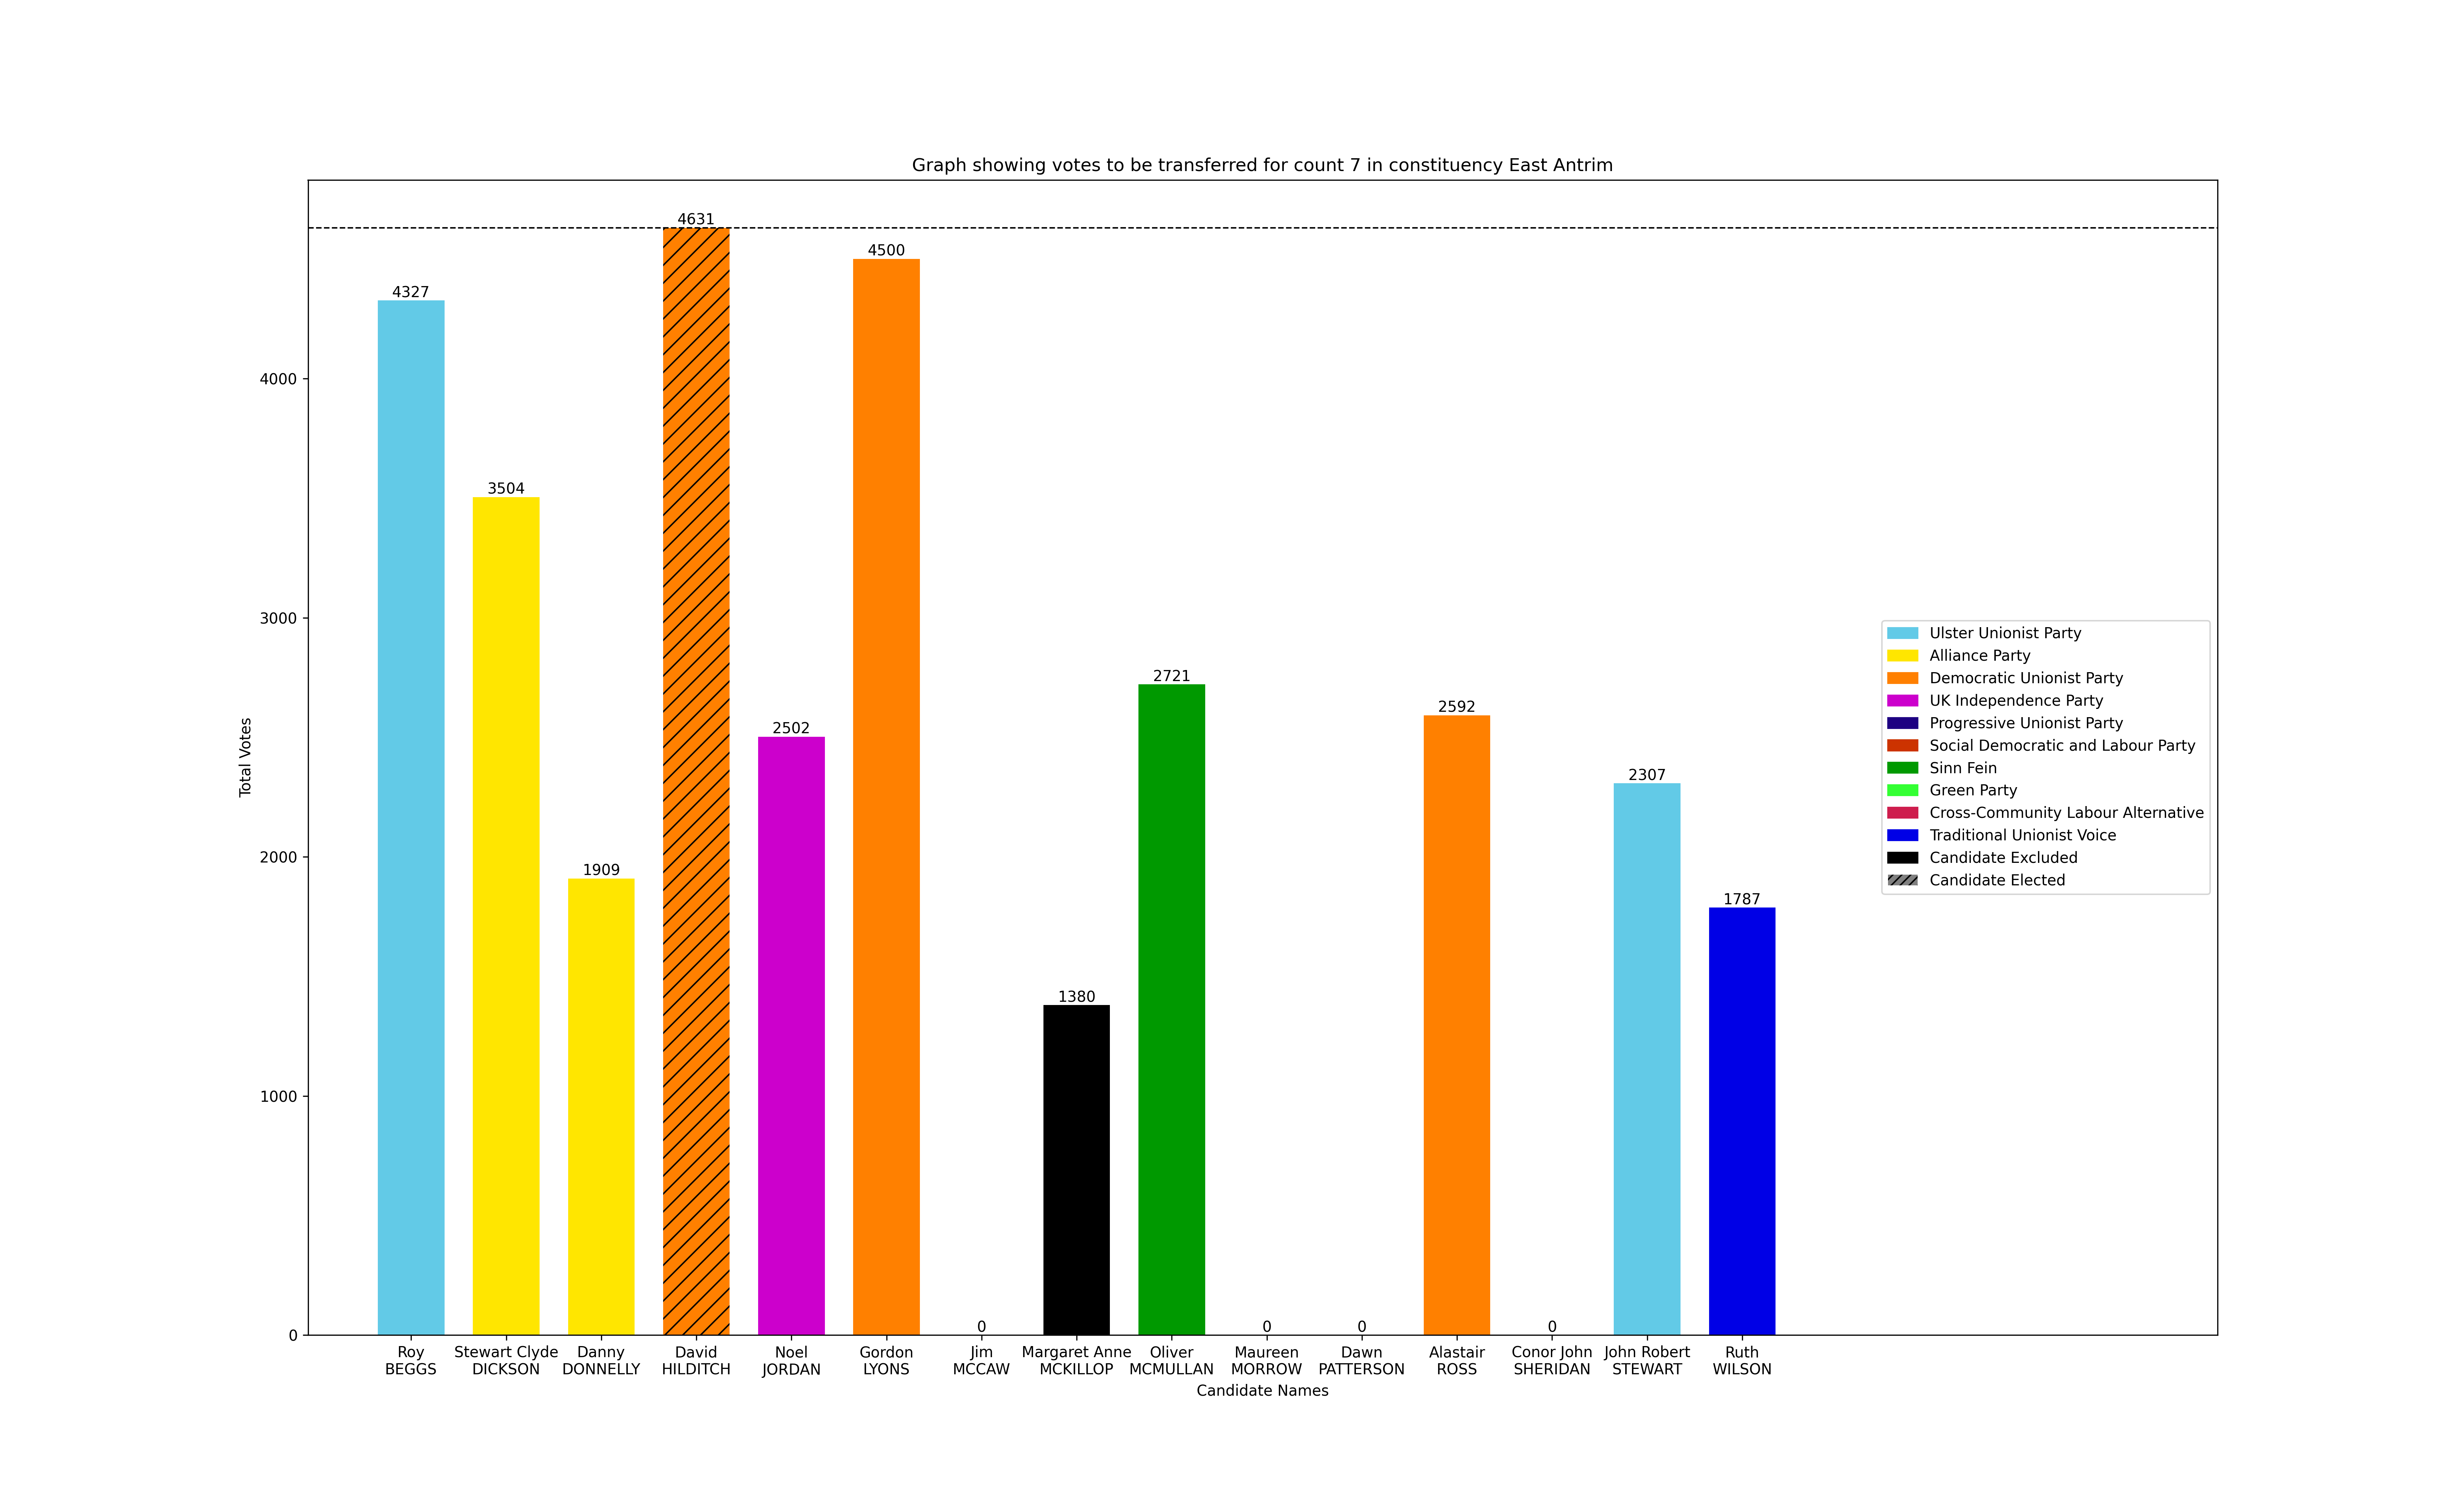 Graph showing votes to be transferred for count 7 in constituency East Antrim
Total Votes
4000
3000
2000
1000
0
4327
3504
1909
4631
2502
4500
0
1380
2721
0
0
2592
0
2307
1787
Roy
BEGGS
Stewart Clyde
DICKSON
Danny
DONNELLY
David
HILDITCH
Noel
JORDAN
Gordon
LYONS
Jim
MCCAW
Margaret Anne
MCKILLOP
Oliver
MCMULLAN
Maureen
MORROW
Dawn
PATTERSON
Alastair
ROSS
Conor John
SHERIDAN
John Robert
STEWART
Ruth
WILSON
Candidate Names
Ulster Unionist Party
Alliance Party
Democratic Unionist Party
UK Independence Party
Progressive Unionist Party
Social Democratic and Labour Party
Sinn Fein
Green Party
Cross-Community Labour Alternative
Traditional Unionist Voice
Candidate Excluded
Candidate Elected